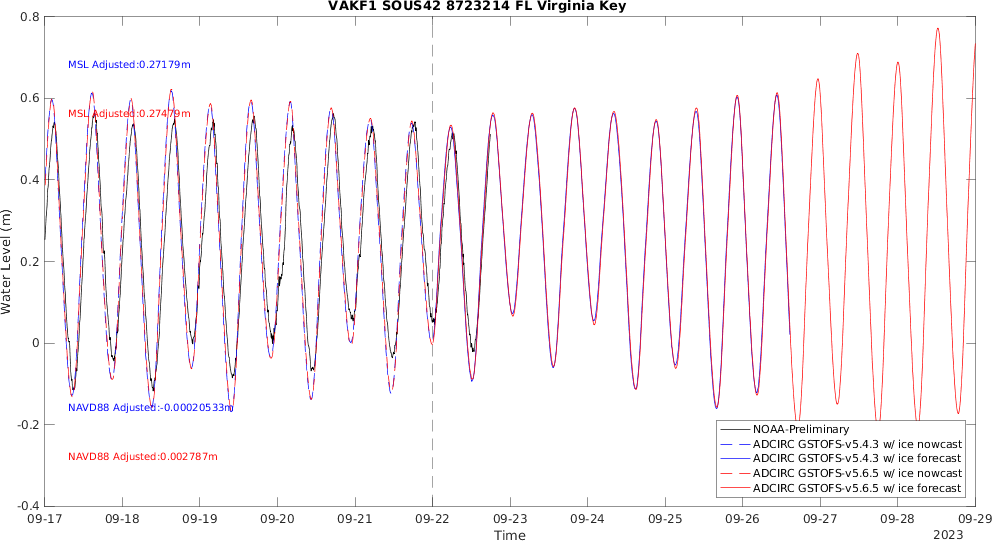 VAKF1 SOUS42 8723214 FL Virginia Key
0.8
0.6
0.4
0.2
0
-0.2
-0.4
Water Level (m)
MSL Adjusted:0.27179m
MSL Adjusted:0.27479m
NAVD88 Adjusted:-0.00020533m
NAVD88 Adjusted:0.002787m
NOAA-Preliminary
ADCIRC GSTOFS-v5.4.3 w/ ice nowcast
ADCIRC GSTOFS-v5.4.3 w/ ice forecast
ADCIRC GSTOFS-v5.6.5 w/ ice nowcast
ADCIRC GSTOFS-v5.6.5 w/ ice forecast
09-17 09-18 09-19 09-20 09-21 09-22 09-23 09-24 09-25 09-26 09-27 09-28 09-29
Time
2023